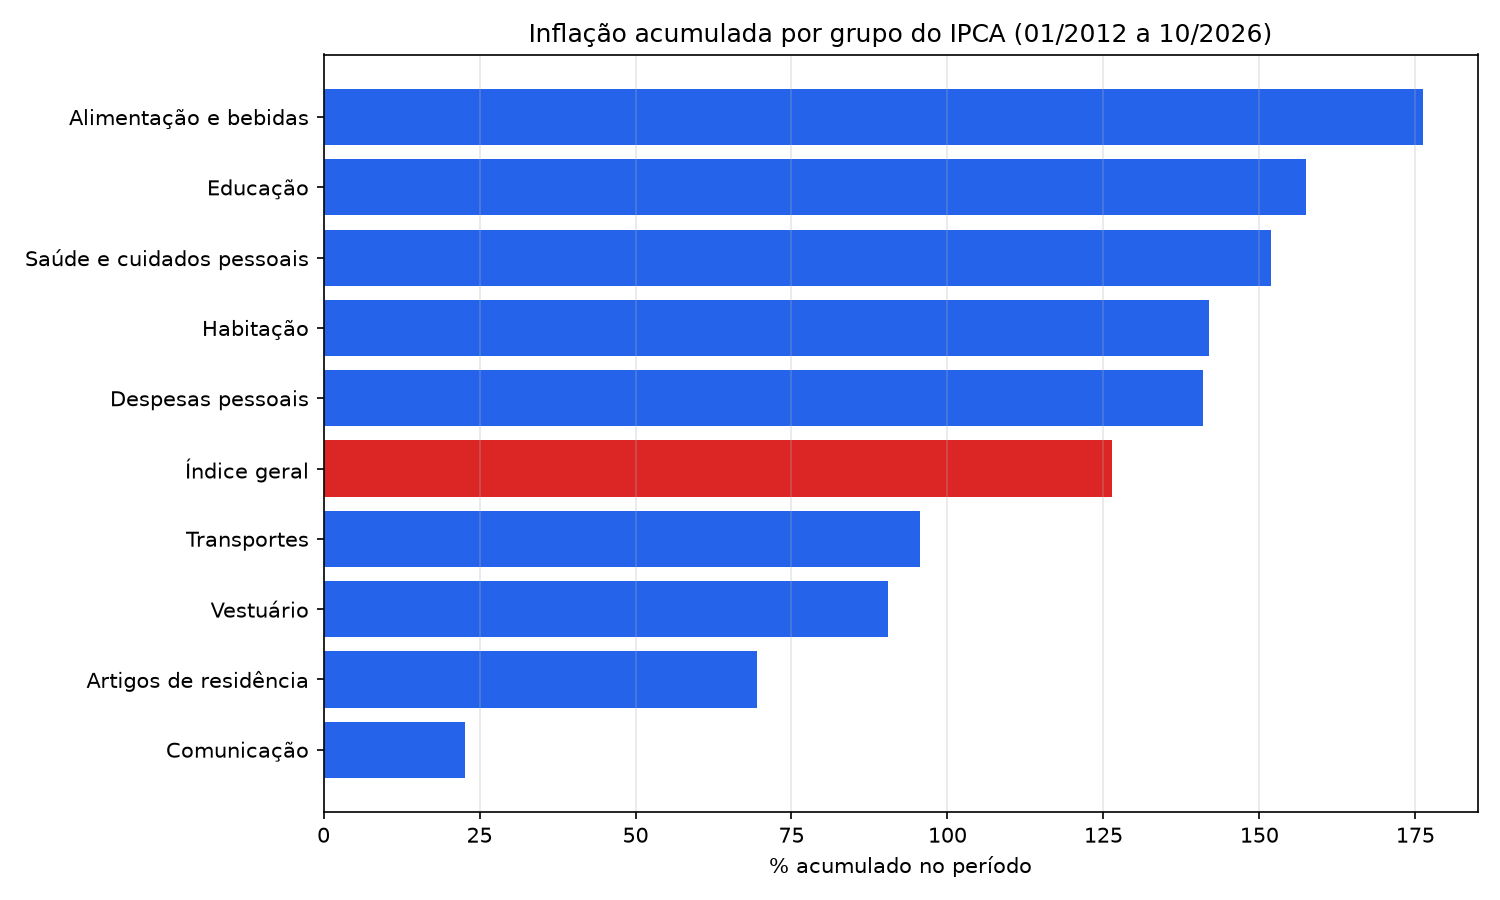 Inflação acumulada por grupo do IPCA (01/2012 a 10/2026)
Alimentação e bebidas
Educação
Saúde e cuidados pessoais
Habitação
Despesas pessoais
Índice geral
Transportes
Vestuário
Artigos de residência
Comunicação
0 25 50 75 100 125 150 175
% acumulado no período